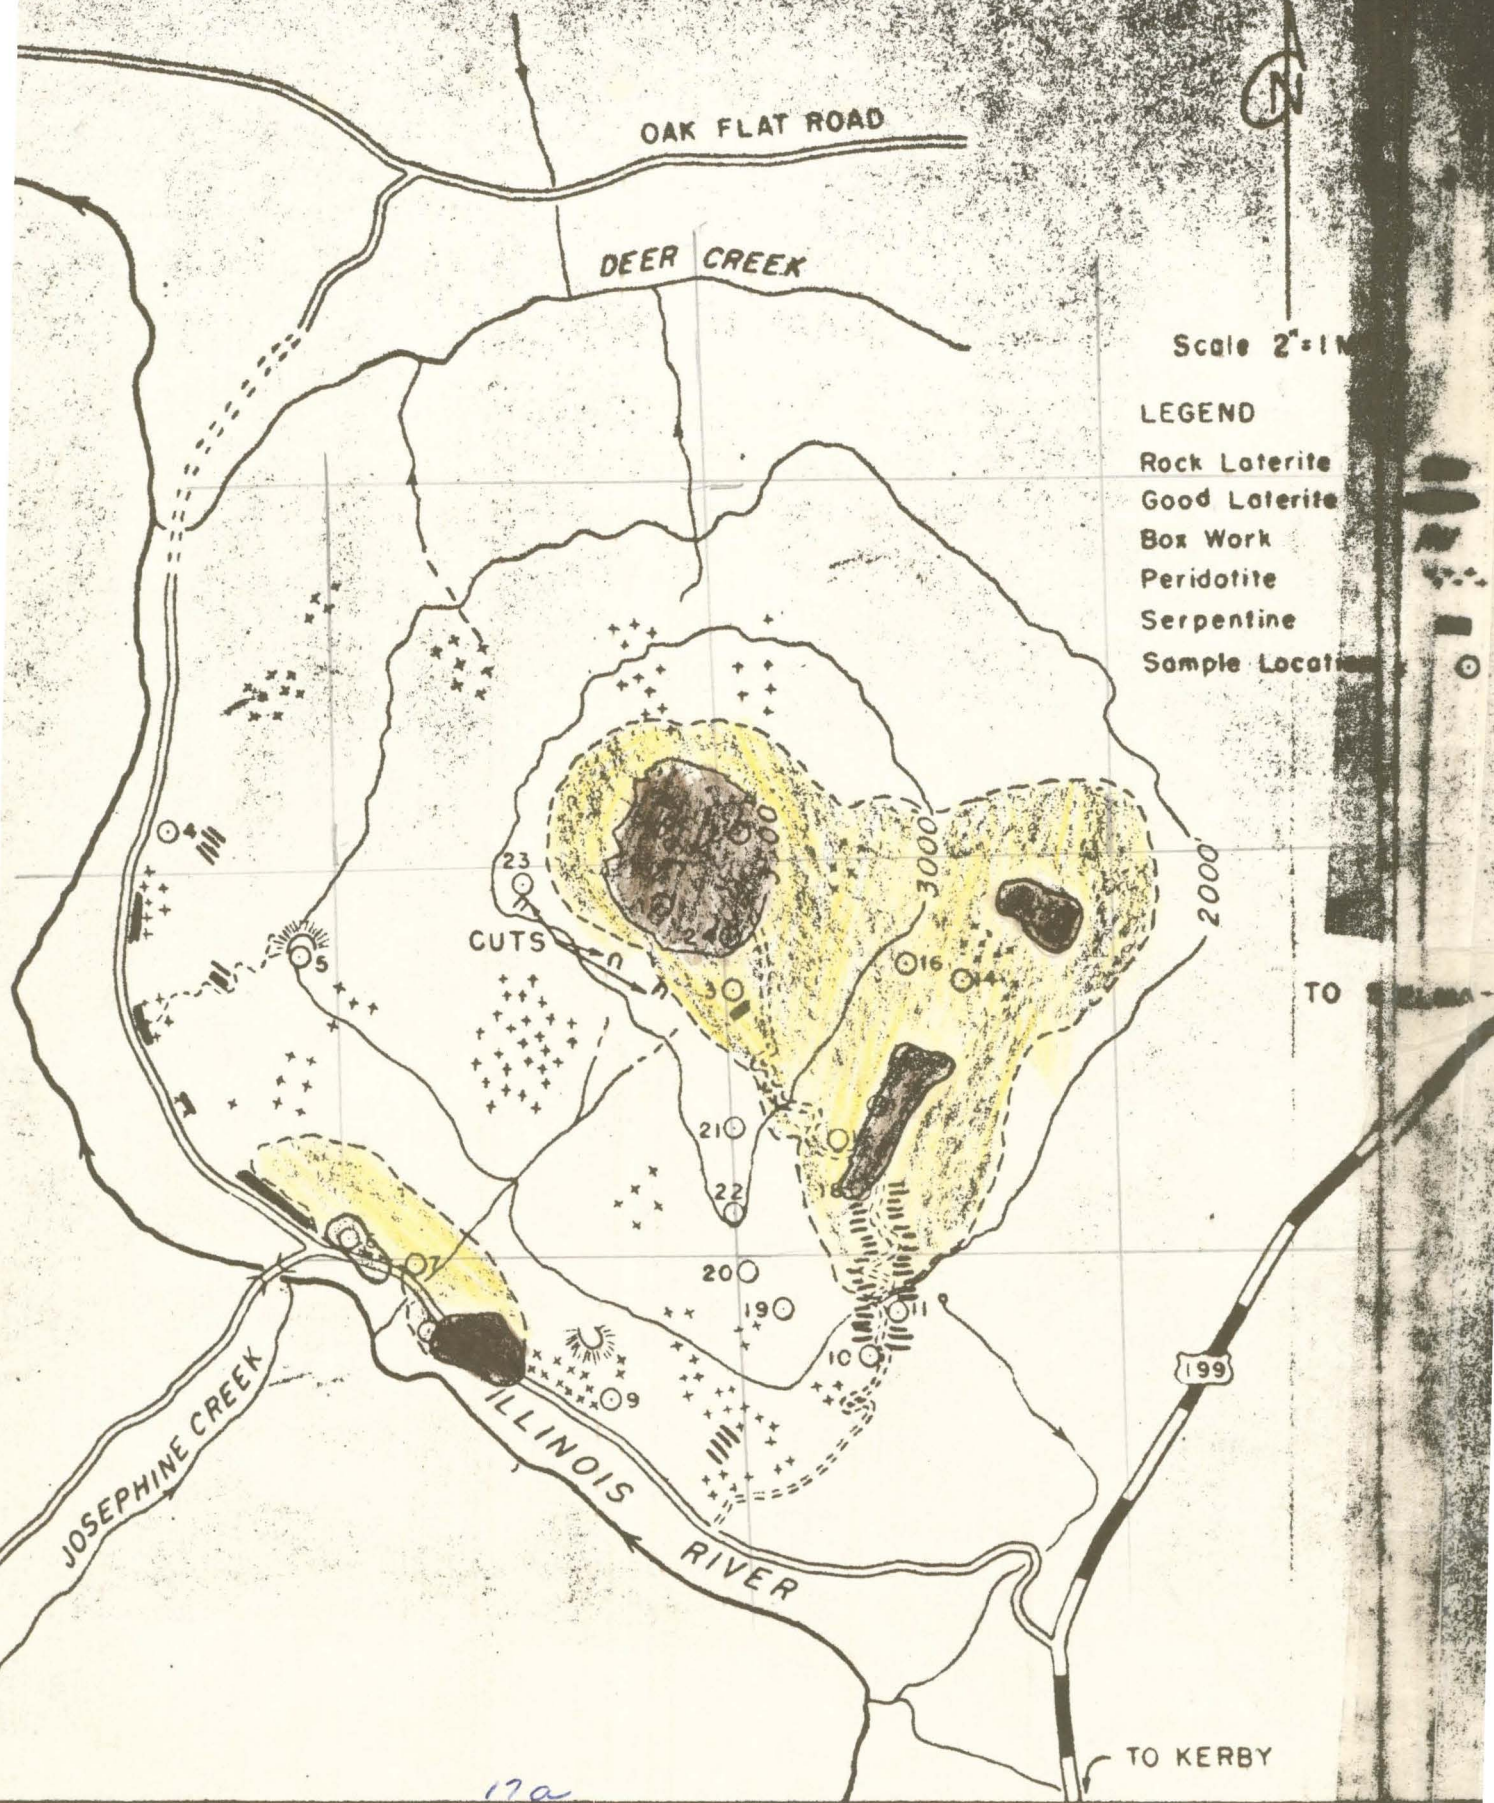 N
OAK FLAT ROAD
DEER CREEK
Scale 2" = 1
LEGEND
Rock Laterite
Good Laterite
Box Work
Peridotite
Serpentine
Sample
4
23
5
CUTS
3
16
14
3000
2000
TO
21
22
18
7
20
19
11
10
9
199
JOSEPHINE CREEK
ILLINOIS
RIVER
TO KERBY
17a